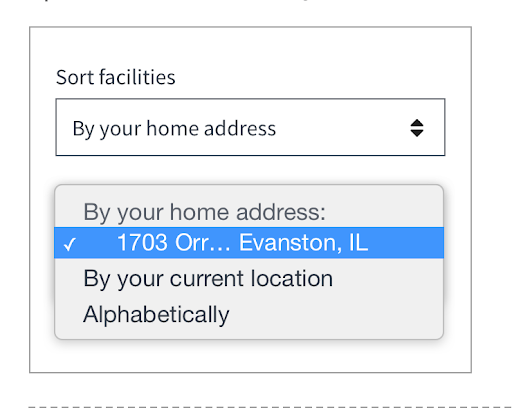 Sort facilities
By your home address
By your home address:
✓ 1703 Orr… Evanston, IL
By your current location
Alphabetically